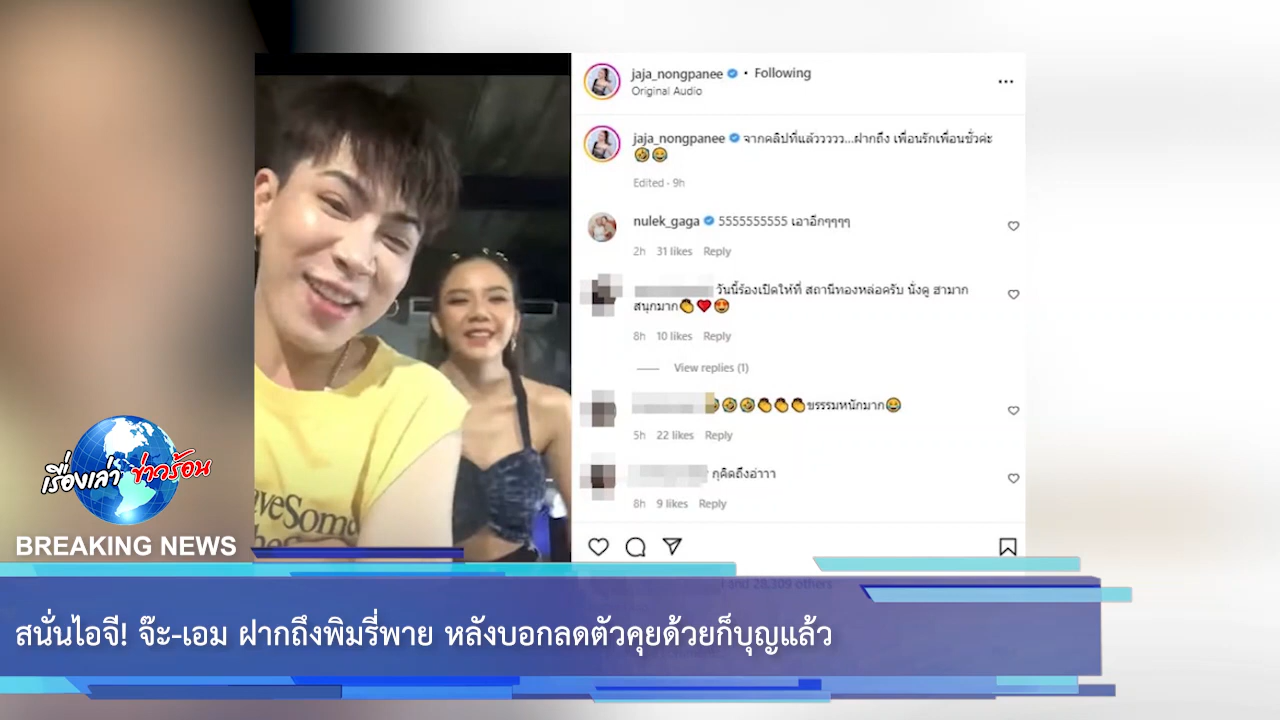 jaja_nongpanee • Following
Original Audio
jaja_nongpanee จากคลิปที่แล้ววววว...ฝากถึง เพื่อนรักเพื่อนชั่วค่ะ
🤣😂
Edited · 9h
nulek_gaga 5555555555 เอาอีกๆๆๆๆ
2h 31 likes Reply
วันนี้ร้องเปิดให้ที่ สถานีทองหล่อครับ นั่งดู ฮามาก
สนุกมาก👏❤️😍
8h 10 likes Reply
View replies (1)
🤣🤣👏👏👏ขรรรมหนักมาก😂
5h 22 likes Reply
กุคิดถึงอ่าาา
8h 9 likes Reply
and 28,309 others
เรื่องเล่า ข่าวร้อน
BREAKING NEWS
สนั่นไอจี! จ๊ะ-เอม ฝากถึงพิมรี่พาย หลังบอกลดตัวคุยด้วยก็บุญแล้ว